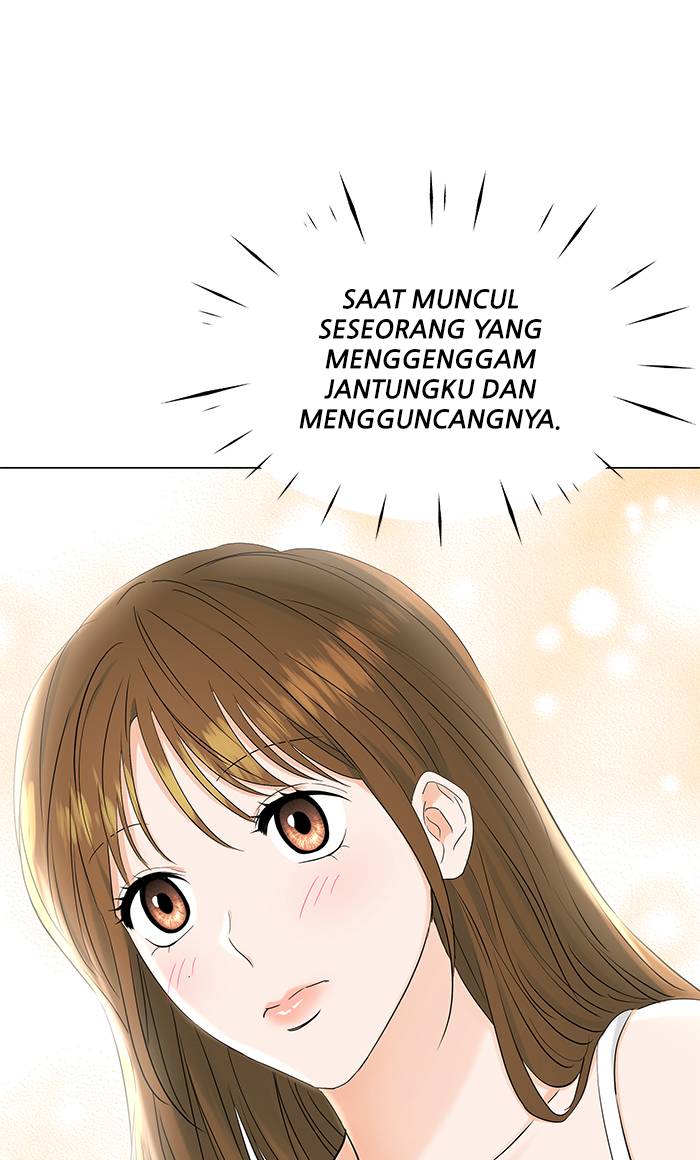 SAAT MUNCUL
SESEORANG YANG
MENGGENGGAM
JANTUNGKU DAN
MENGGUNCANGNYA.